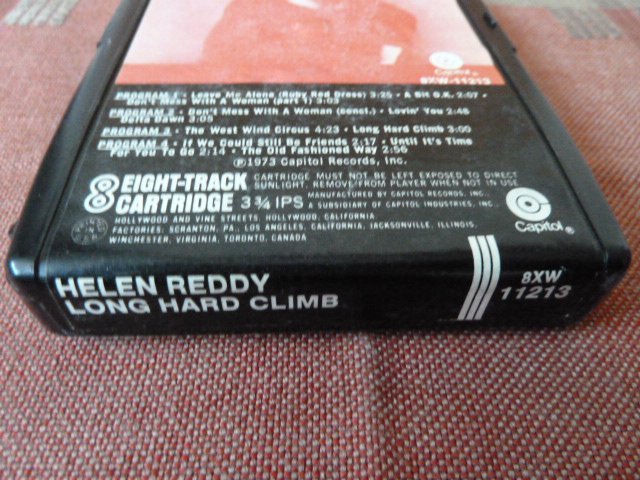 Capitol
8XW-11213
PROGRAM 1 - Leave Me Alone (Ruby Red Dress) 3:25 • A Bit O.K. 2:07 •
Don't Mess With A Woman (part 1) 3:03
PROGRAM 2 - Don't Mess With A Woman (concl.) • Lovin' You 2:48
Delta Dawn 3:05
PROGRAM 3 - The West Wind Circus 4:23 • Long Hard Climb 3:00
PROGRAM 4 - If We Could Still Be Friends 2:17 • Until It's Time
For You To Go 2:14 • The Old Fashioned Way 2:56
℗1973 Capitol Records, Inc.
8 EIGHT-TRACK
CARTRIDGE 3 ¾ IPS
CARTRIDGE MUST NOT BE LEFT EXPOSED TO DIRECT
SUNLIGHT. REMOVE FROM PLAYER WHEN NOT IN USE
MANUFACTURED BY CAPITOL RECORDS, INC.
A SUBSIDIARY OF CAPITOL INDUSTRIES, INC.
HOLLYWOOD AND VINE STREETS HOLLYWOOD, CALIFORNIA
FACTORIES: SCRANTON, PA., LOS ANGELES, CALIFORNIA, JACKSONVILLE, ILLINOIS,
WINCHESTER, VIRGINIA, TORONTO, CANADA
Capitol®
HELEN REDDY
LONG HARD CLIMB
8XW
11213